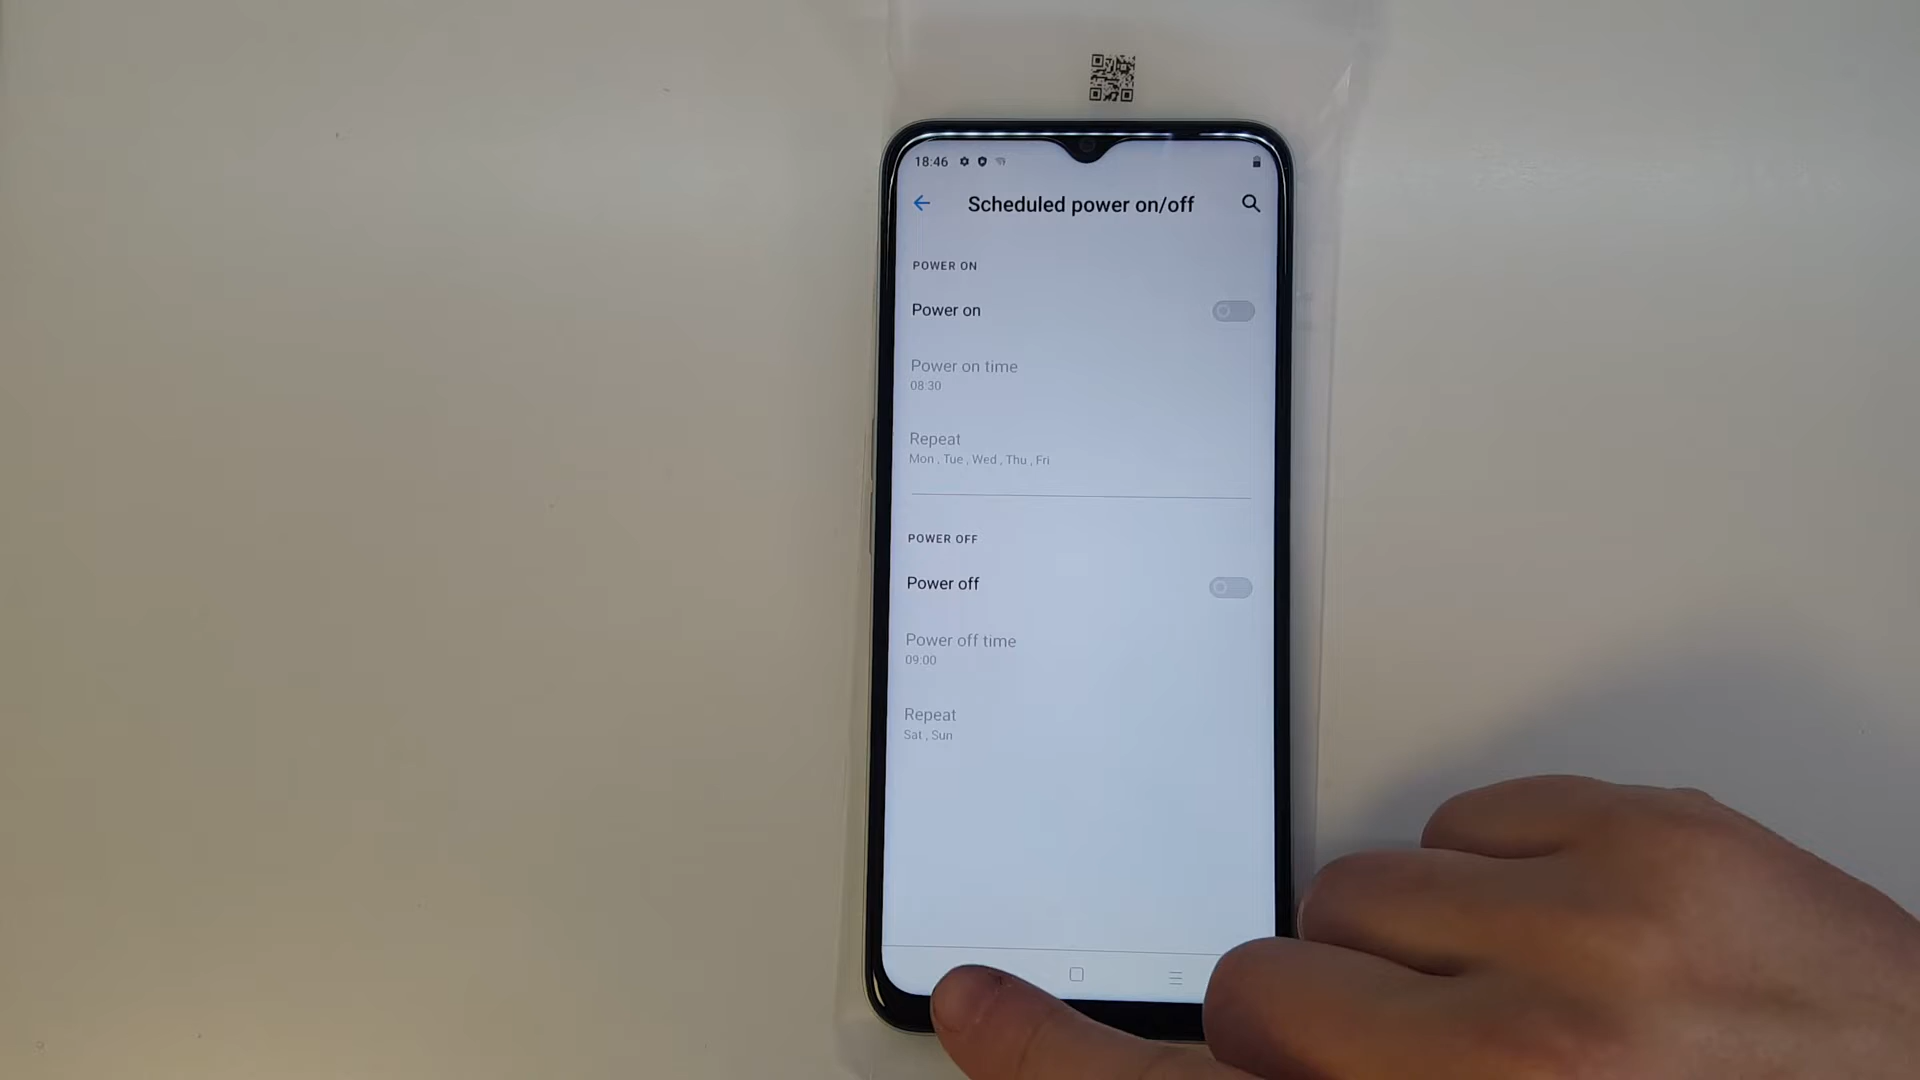 18:46
Scheduled power on/off
POWER ON
Power on
Power on time
08:30
Repeat
Mon , Tue , Wed , Thu , Fri
POWER OFF
Power off
Power off time
09:00
Repeat
Sat , Sun